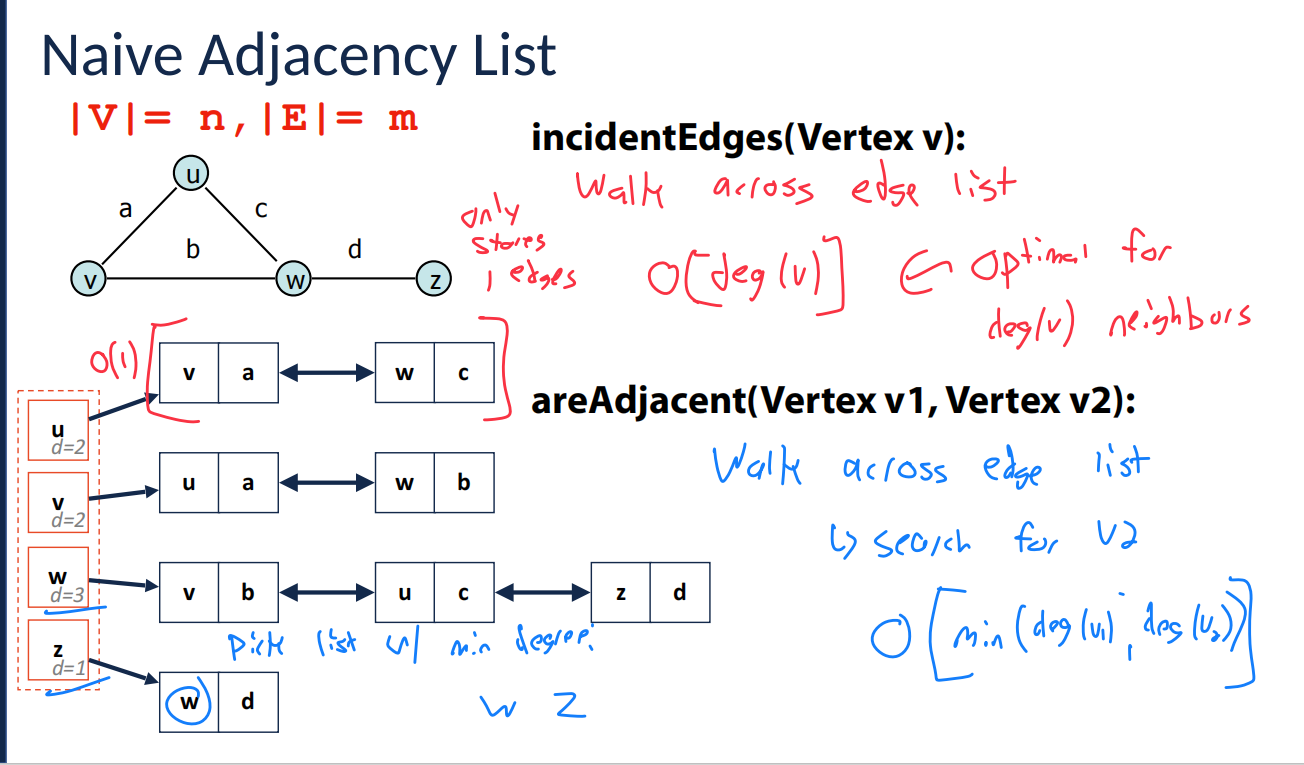 Naive Adjacency List
|V|= n,|E|= m
incidentEdges(Vertex v):
Walk across edge list
only
stores
1 edges
O[deg(v)] ← Optimal for
deg(v) neighbors
u
a
c
b
d
v
w
z
O(1)
v a
w c
u
d=2
areAdjacent(Vertex v1, Vertex v2):
Walk across edge list
↳ search for v2
O[min(deg(v1), deg(v2))]
v
d=2
u a
w b
w
d=3
v b
u c
z d
Pick list w/ min degree:
z
d=1
w d
w z